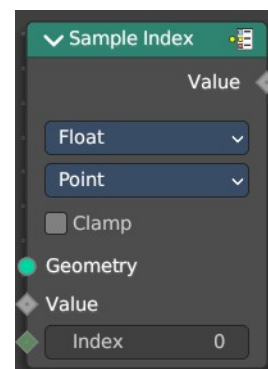 Sample Index
Value
Float
Point
Clamp
Geometry
Value
Index 0